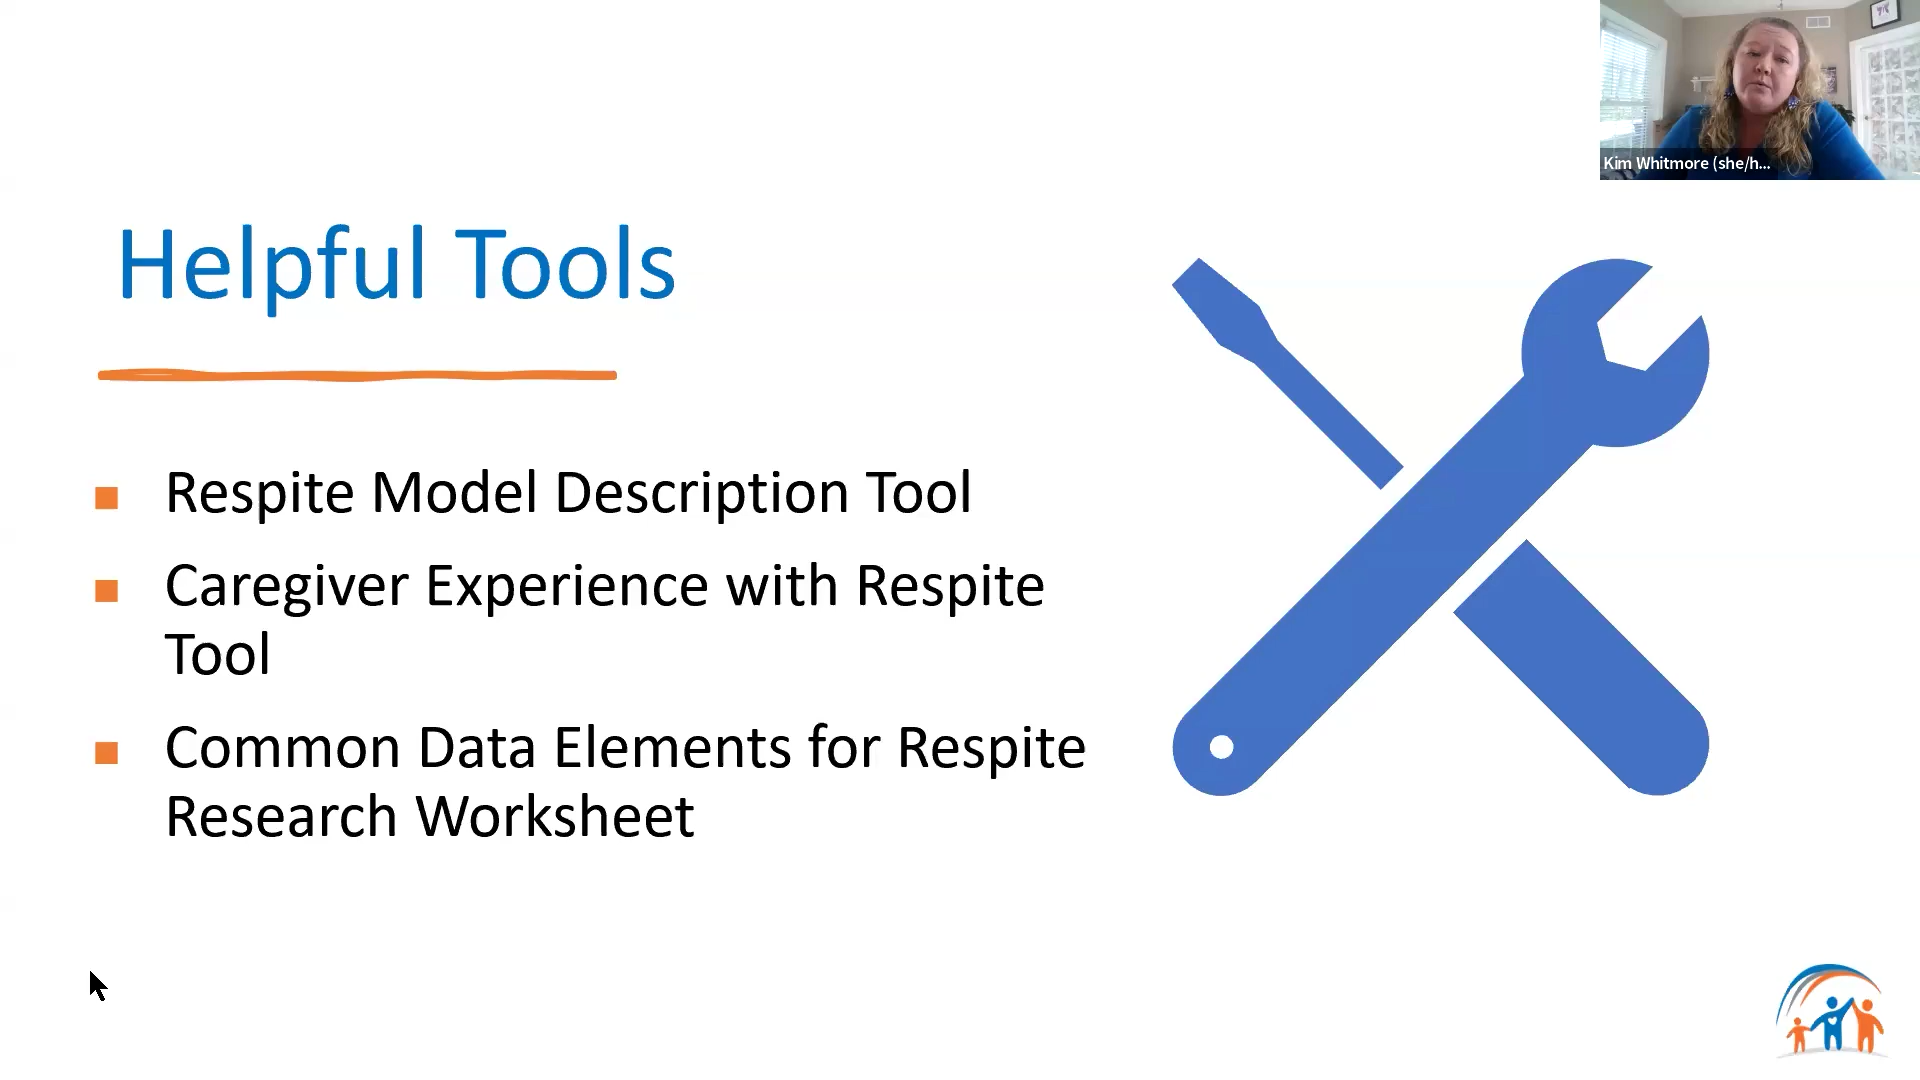 Kim Whitmore (she/h...
Helpful Tools
Respite Model Description Tool
Caregiver Experience with Respite
Tool
Common Data Elements for Respite
Research Worksheet